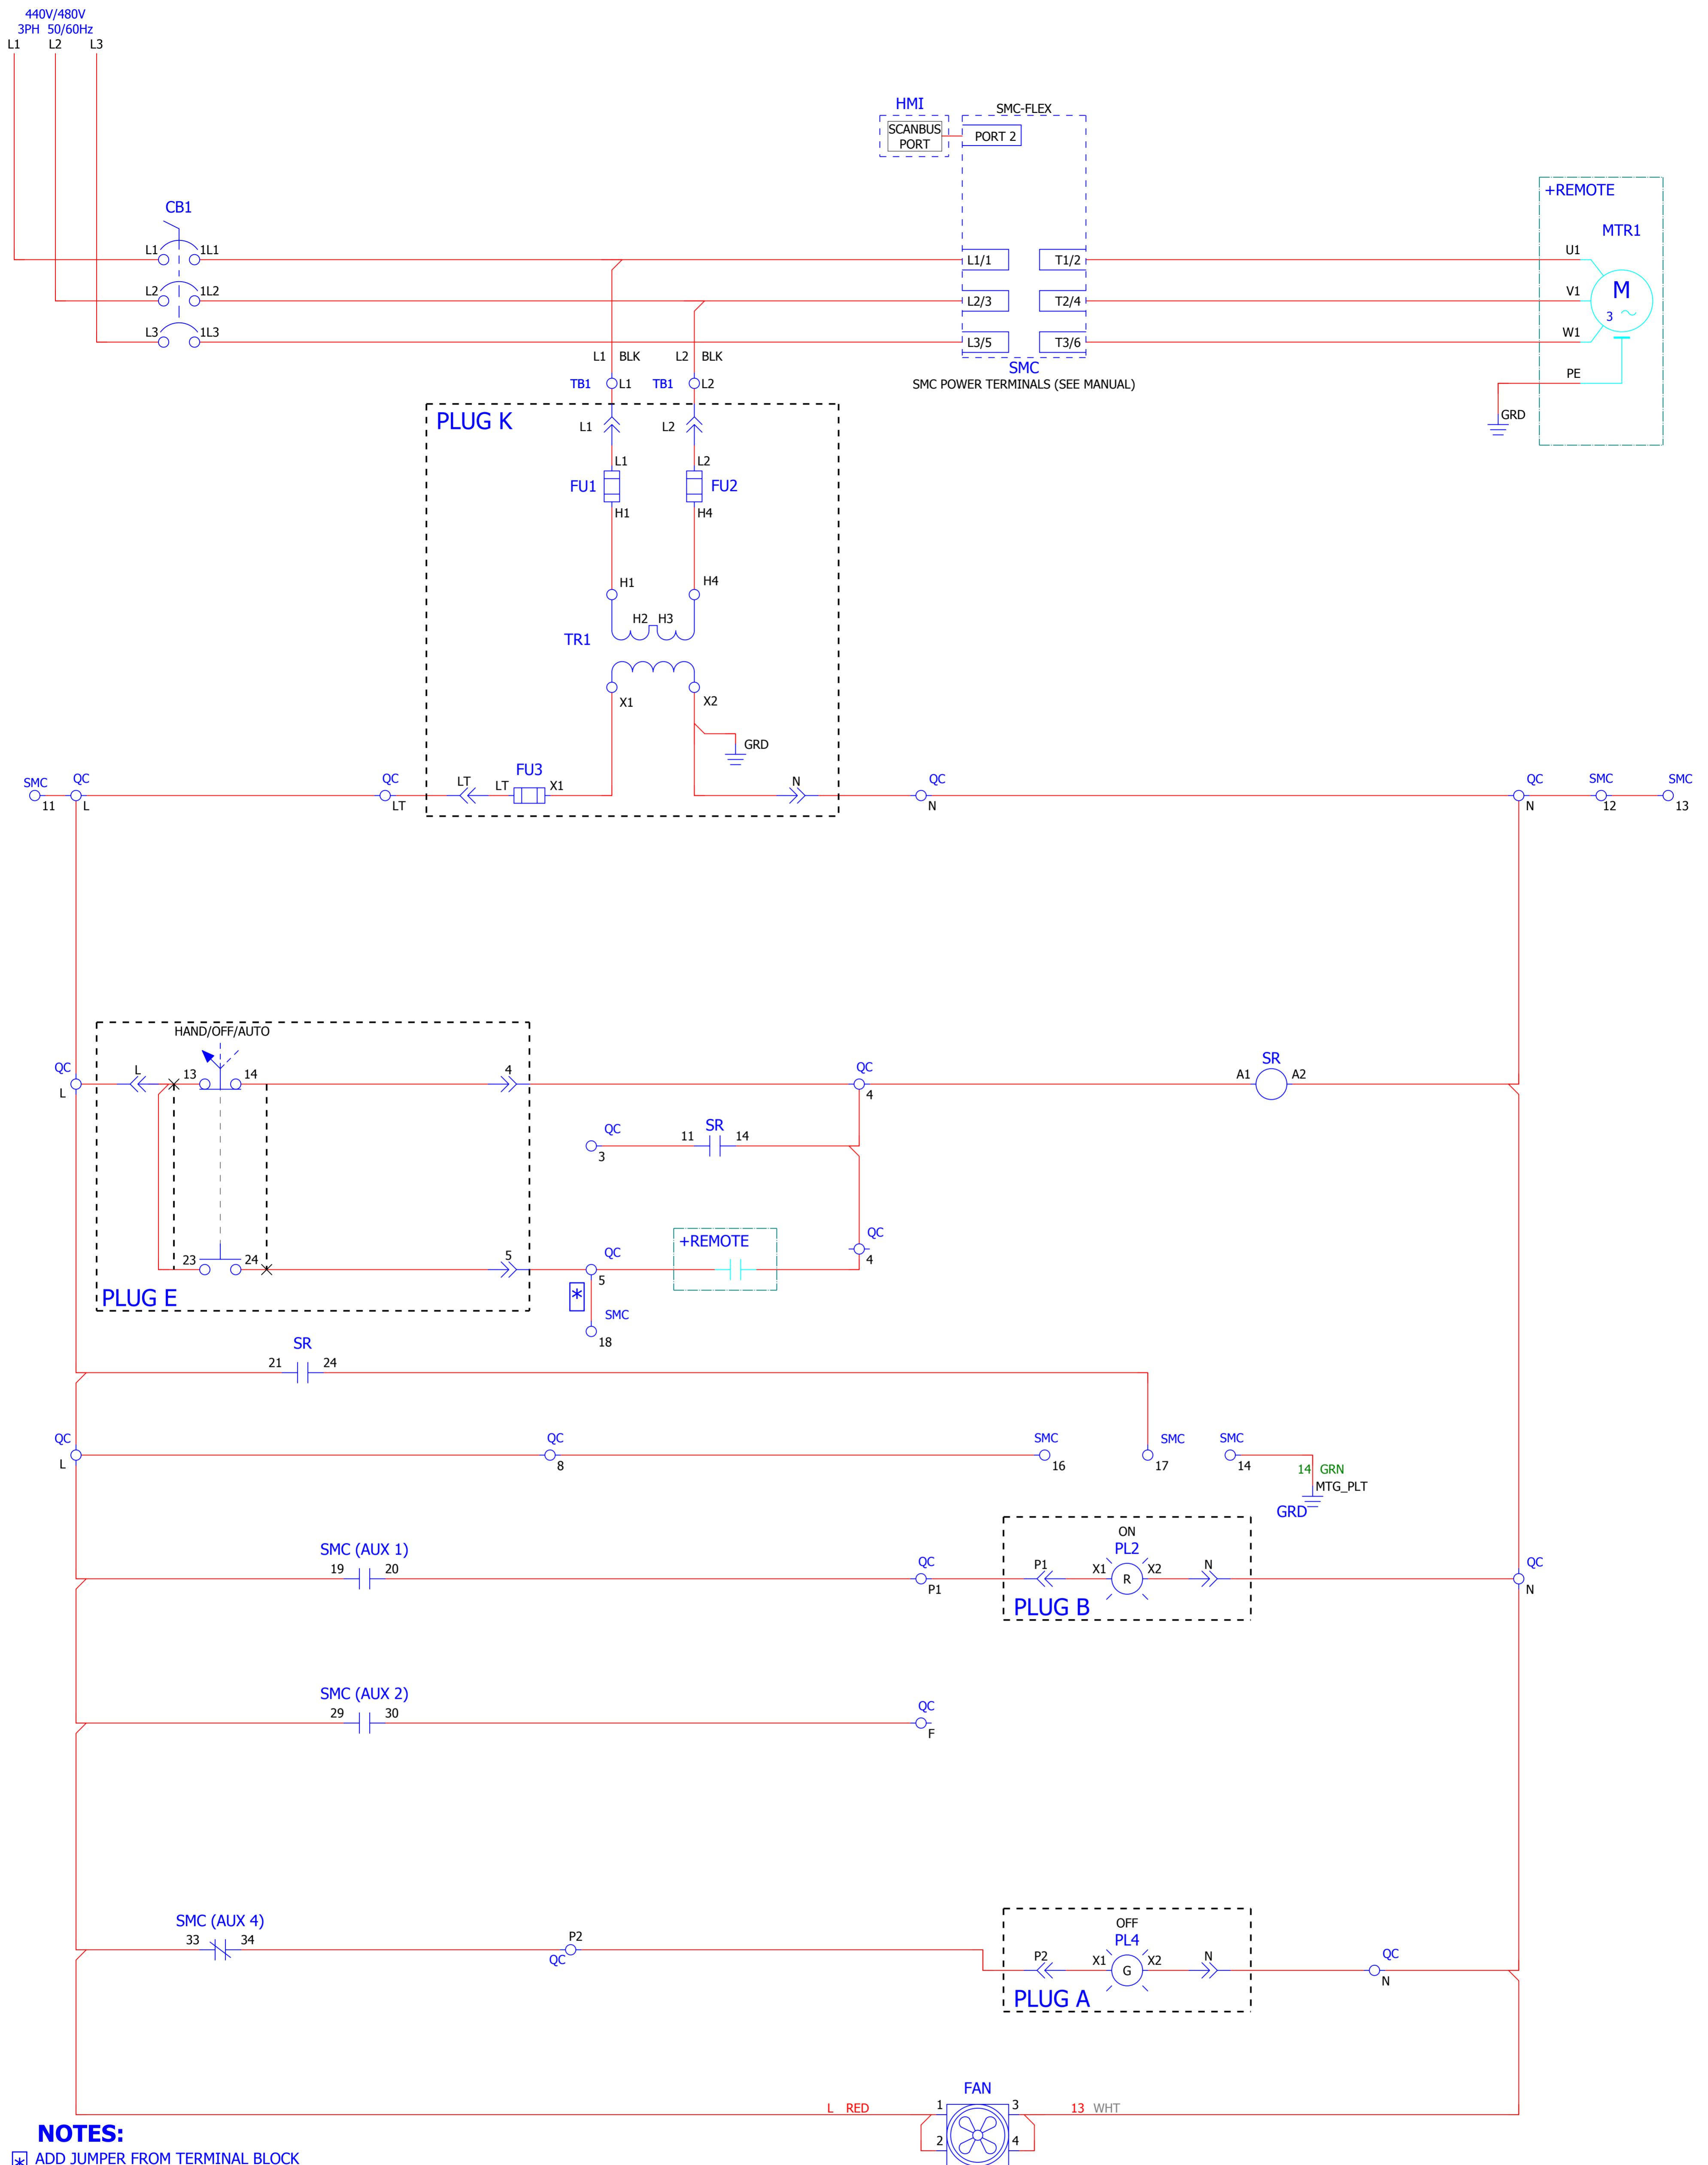 440V/480V
3PH 50/60Hz
L1 L2 L3
HMI
SCANBUS
PORT
SMC-FLEX
PORT 2
+REMOTE
MTR1
CB1
L1 1L1
L1/1 T1/2
U1
L2 1L2
L2/3 T2/4
V1
M
3
L3 1L3
L3/5 T3/6
W1
SMC
SMC POWER TERMINALS (SEE MANUAL)
PE
GRD
L1 BLK L2 BLK
TB1 L1 TB1 L2
PLUG K
L1 L2
L1 L2
FU1 FU2
H1 H4
H1 H4
H2 H3
TR1
X1 X2
GRD
SMC QC QC LT LT FU3 X1 N QC QC SMC SMC
11 L LT N N 12 13
HAND/OFF/AUTO
QC L 13 14 4 QC SR
L 4 A1 A2
QC 11 SR 14
3
QC
4
+REMOTE
23 24 5 QC
5
PLUG E
*
SMC
18
SR
21 24
QC QC SMC SMC SMC
L 8 16 17 14
14 GRN
MTG_PLT
GRD
ON
PL2
SMC (AUX 1)
19 20 QC P1 X1 R X2 N QC
P1 N
PLUG B
SMC (AUX 2)
29 30 QC
F
OFF
PL4
SMC (AUX 4)
33 34 P2
QC
P2 X1 G X2 N QC
N
PLUG A
FAN
L RED 1 3 13 WHT
2 4
NOTES:
* ADD JUMPER FROM TERMINAL BLOCK